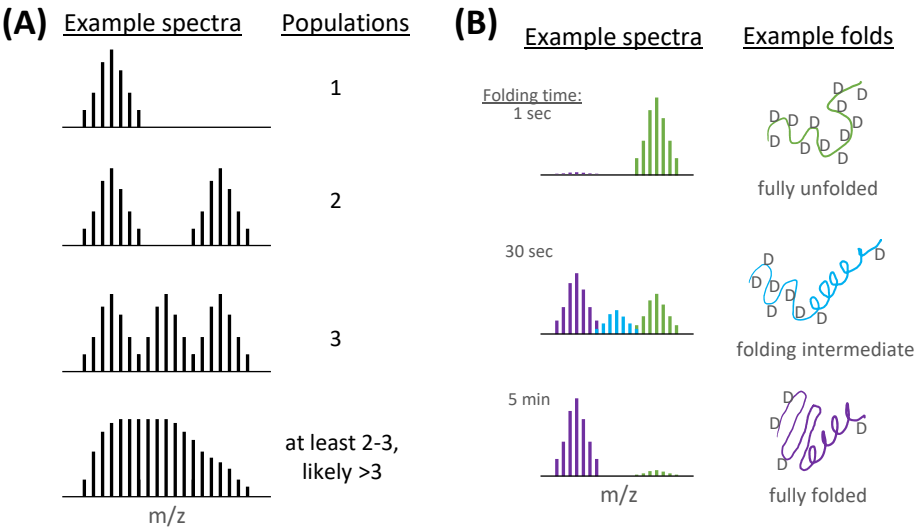 (A)
Example spectra
Populations
1
2
3
at least 2-3,
likely >3
m/z
(B)
Example spectra
Example folds
Folding time:
1 sec
D
D
D
D
D
D
D
D
D
D
D
fully unfolded
30 sec
D
D
D
D
D
D
D
folding intermediate
5 min
D
D
D
fully folded
m/z